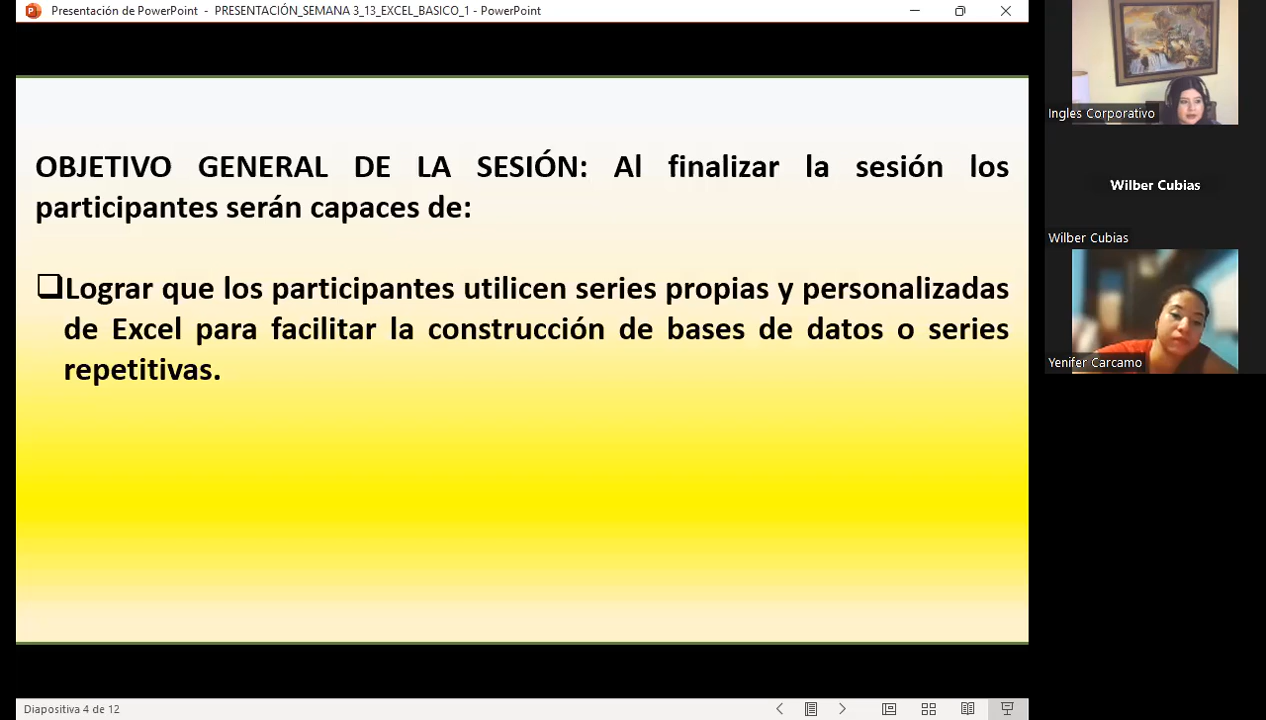 Presentación de PowerPoint - PRESENTACIÓN_SEMANA 3_13_EXCEL_BASICO_1 - PowerPoint
OBJETIVO GENERAL DE LA SESIÓN: Al finalizar la sesión los
participantes serán capaces de:
Lograr que los participantes utilicen series propias y personalizadas
de Excel para facilitar la construcción de bases de datos o series
repetitivas.
Diapositiva 4 de 12
Ingles Corporativo
Wilber Cubias
Wilber Cubias
Yenifer Carcamo